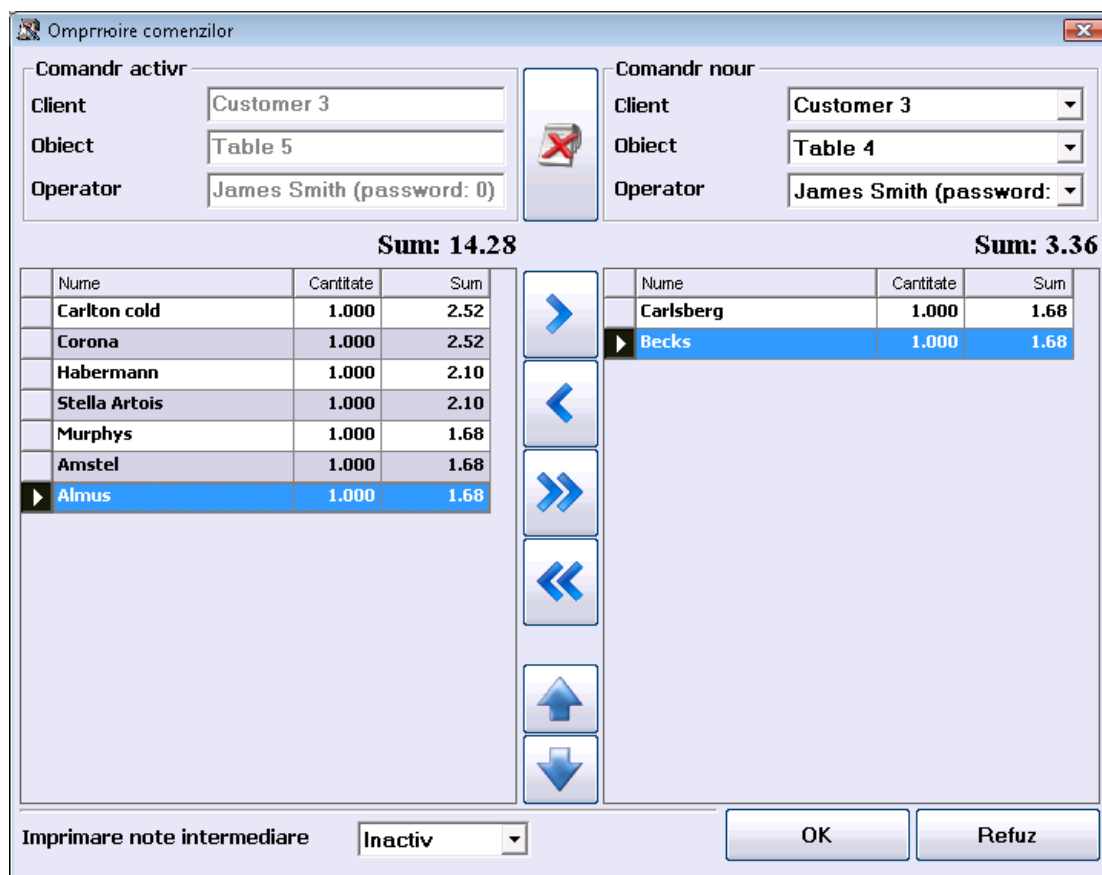 Omprгюire comenzilor
Comandr activr
Client Customer 3
Obiect Table 5
Operator James Smith (password: 0)
Comandr nour
Client Customer 3
Obiect Table 4
Operator James Smith (password:
Sum: 14.28
Nume Cantitate Sum
Carlton cold 1.000 2.52
Corona 1.000 2.52
Habermann 1.000 2.10
Stella Artois 1.000 2.10
Murphys 1.000 1.68
Amstel 1.000 1.68
Almus 1.000 1.68
Sum: 3.36
Nume Cantitate Sum
Carlsberg 1.000 1.68
Becks 1.000 1.68
Imprimare note intermediare Inactiv
OK
Refuz